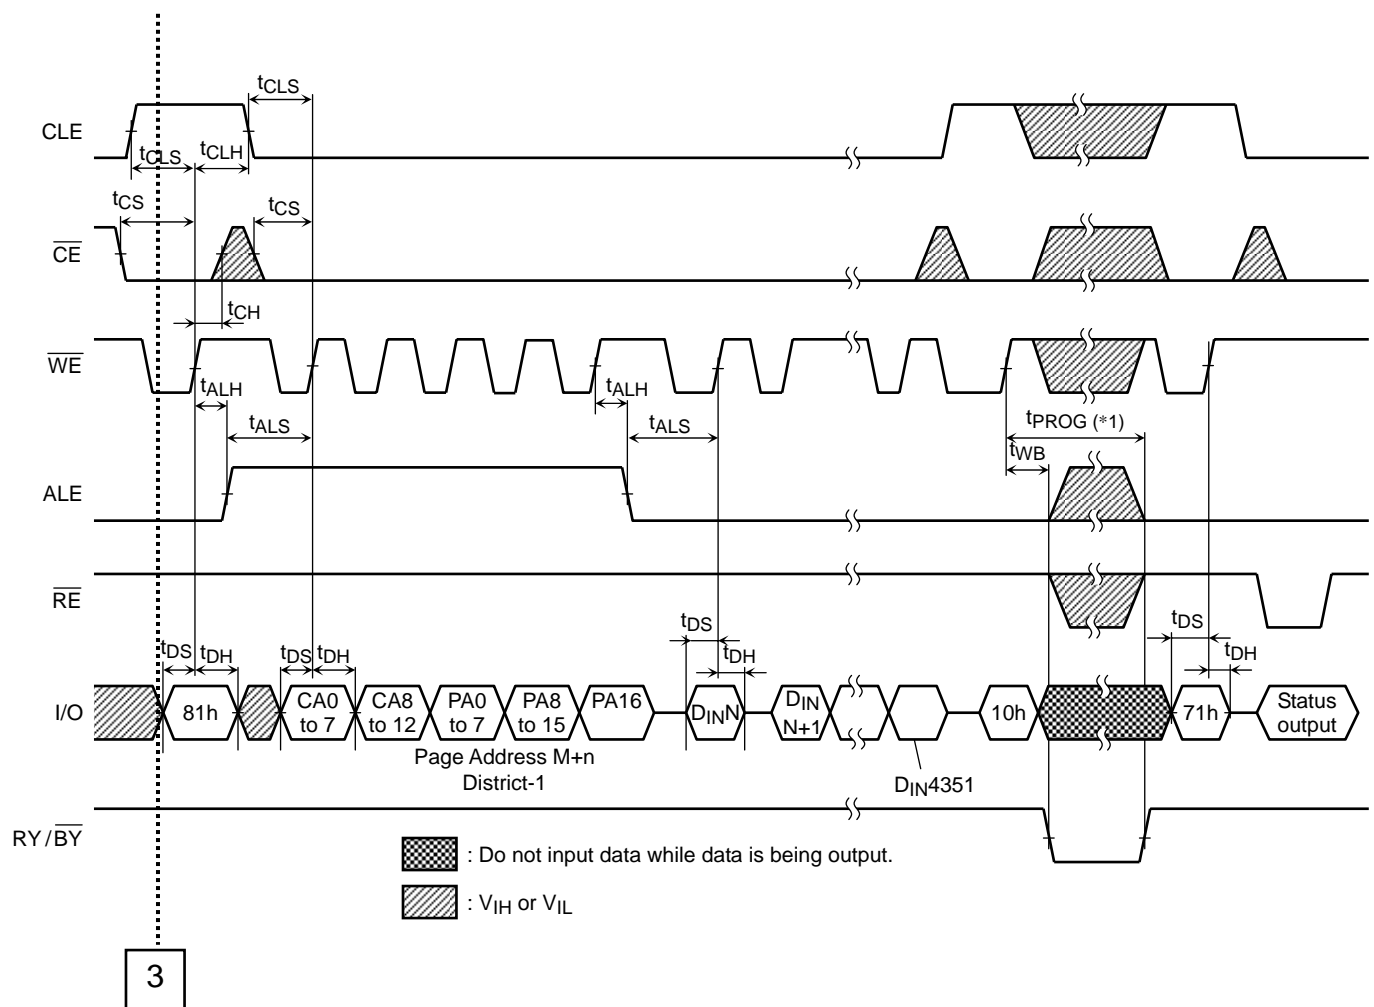 tCLS
CLE
tCLS
tCLH
tCS
tCS
CE
tCH
WE
tALH
tALH
tALS
tALS
tPROG (*1)
tWB
ALE
RE
tDS
tDH
tDS
tDH
tDS
tDH
tDS
tDH
I/O
81h
CA0 to 7
CA8 to 12
PA0 to 7
PA8 to 15
PA16
DINN
DIN N+1
10h
71h
Status output
Page Address M+n
District-1
DIN4351
RY/BY
: Do not input data while data is being output.
: VIH or VIL
3